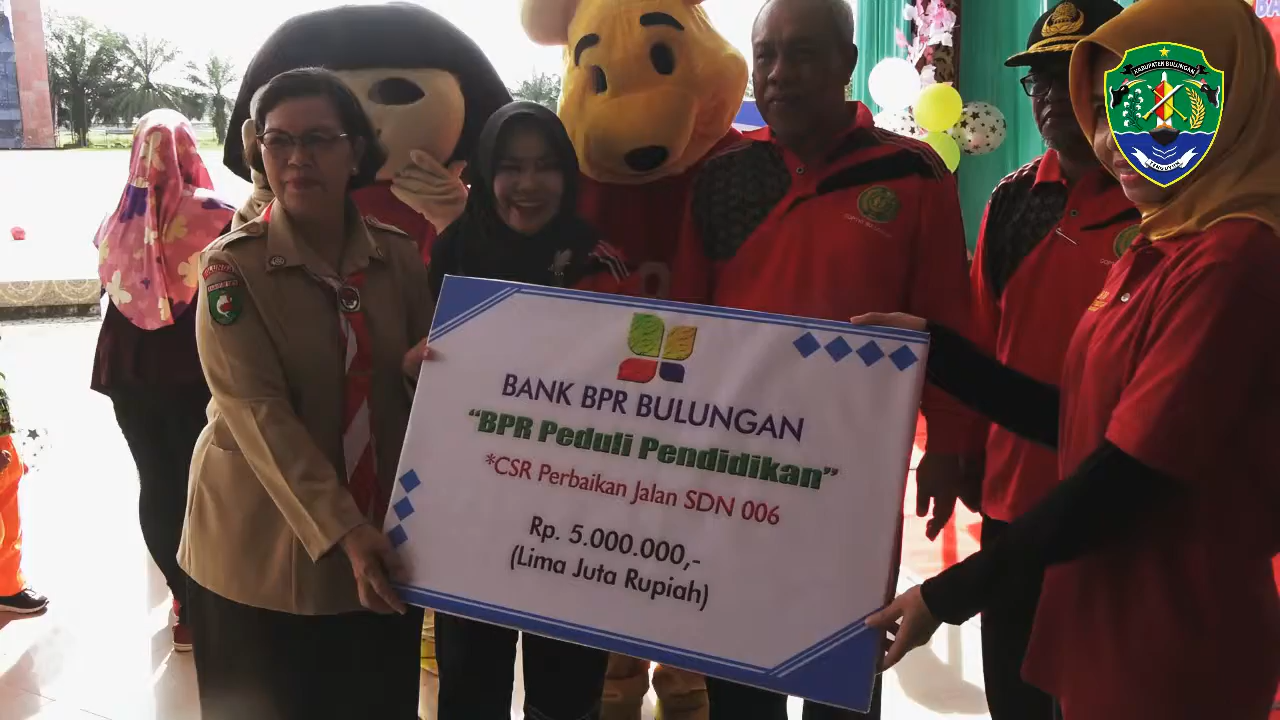 KABUPATEN BULUNGAN
TENGUYUN
BANK BPR BULUNGAN
"BPR Peduli Pendidikan"
*CSR Perbaikan Jalan SDN 006
Rp. 5.000.000,-
(Lima Juta Rupiah)